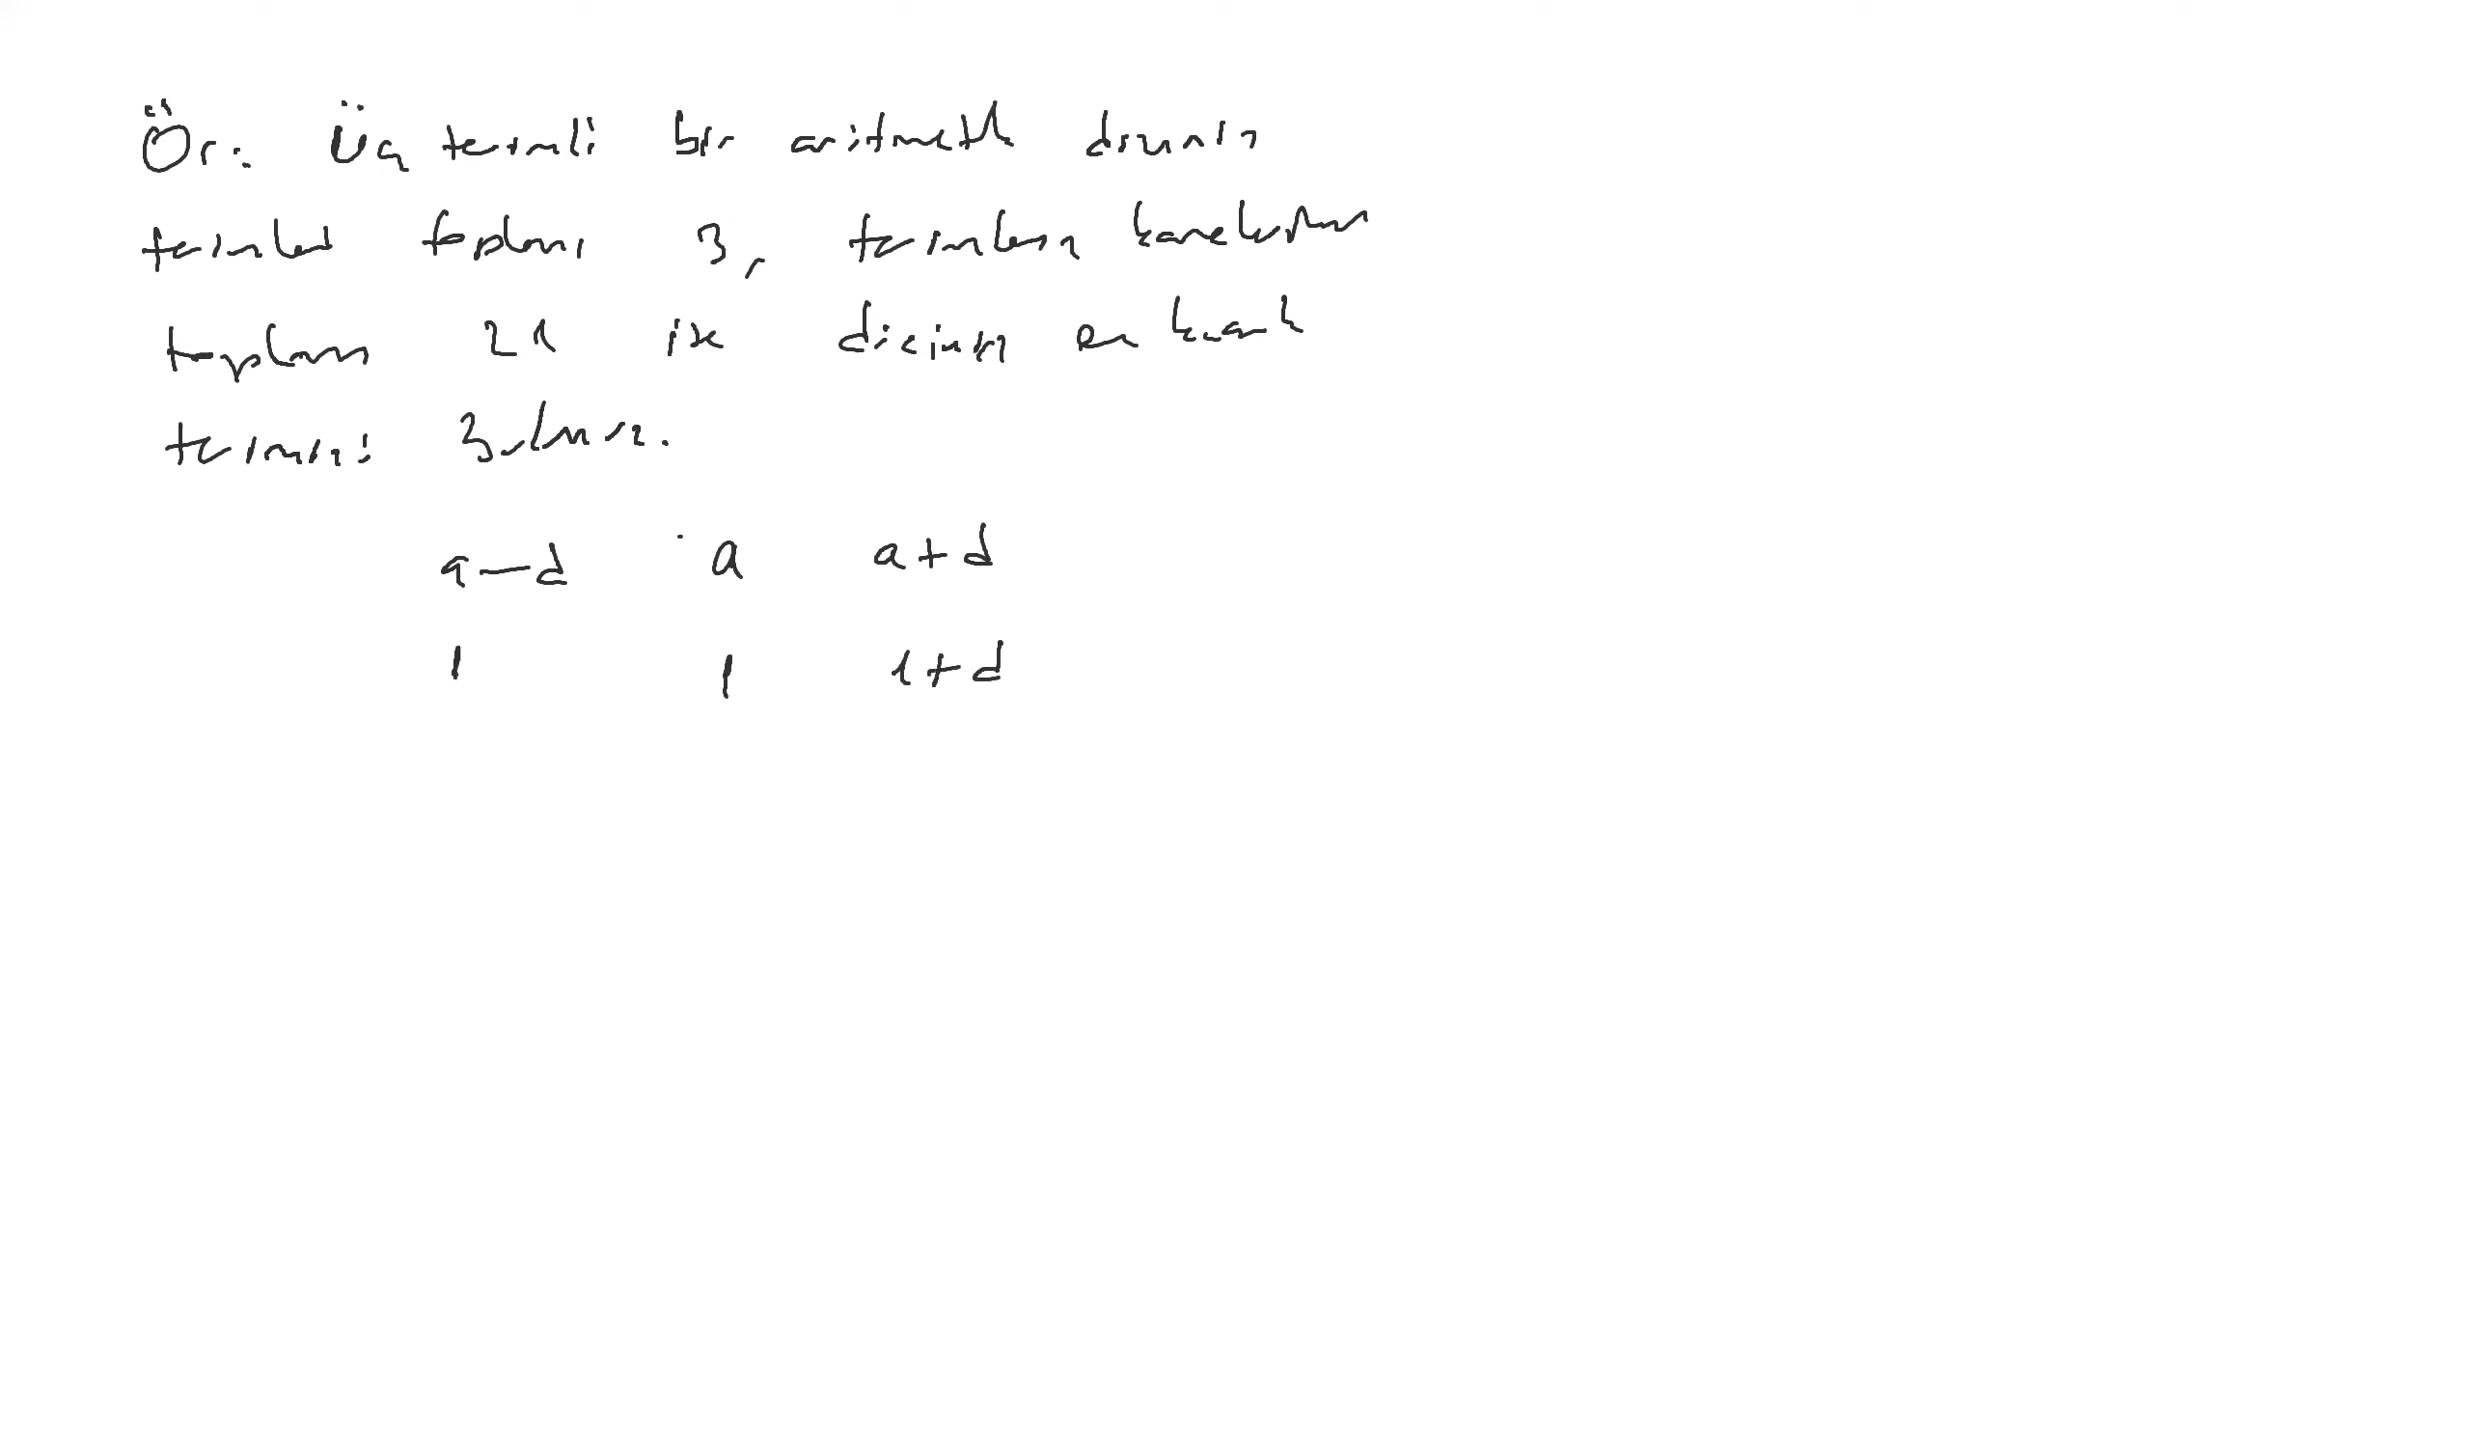 Ör: Üç terimli bir aritmetik dizinin
terimleri toplamı 3, terimlerin karelerinin
toplamı 21 ise dizinin en küçük
terimini bulunuz.
a-d a a+d
1 1 1+d